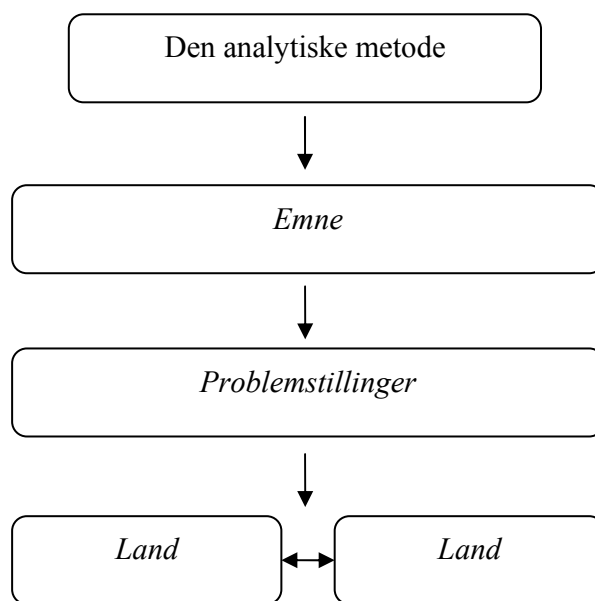 Den analytiske metode
Emne
Problemstillinger
Land Land